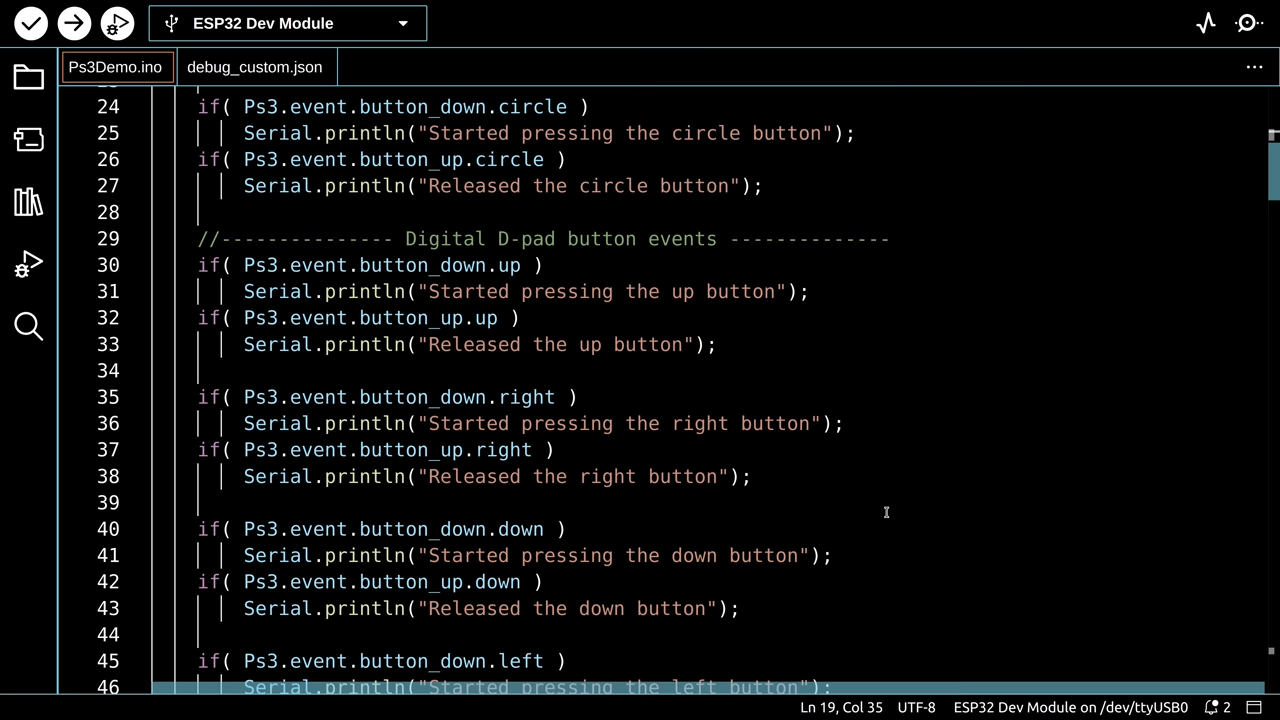 ESP32 Dev Module
Ps3Demo.ino debug_custom.json ...
24 if( Ps3.event.button_down.circle )
25 Serial.println("Started pressing the circle button");
26 if( Ps3.event.button_up.circle )
27 Serial.println("Released the circle button");
28
29 //--------------- Digital D-pad button events --------------
30 if( Ps3.event.button_down.up )
31 Serial.println("Started pressing the up button");
32 if( Ps3.event.button_up.up )
33 Serial.println("Released the up button");
34
35 if( Ps3.event.button_down.right )
36 Serial.println("Started pressing the right button");
37 if( Ps3.event.button_up.right )
38 Serial.println("Released the right button");
39
40 if( Ps3.event.button_down.down )
41 Serial.println("Started pressing the down button");
42 if( Ps3.event.button_up.down )
43 Serial.println("Released the down button");
44
45 if( Ps3.event.button_down.left )
46 Serial.println("Started pressing the left button");
Ln 19, Col 35 UTF-8 ESP32 Dev Module on /dev/ttyUSB0 2